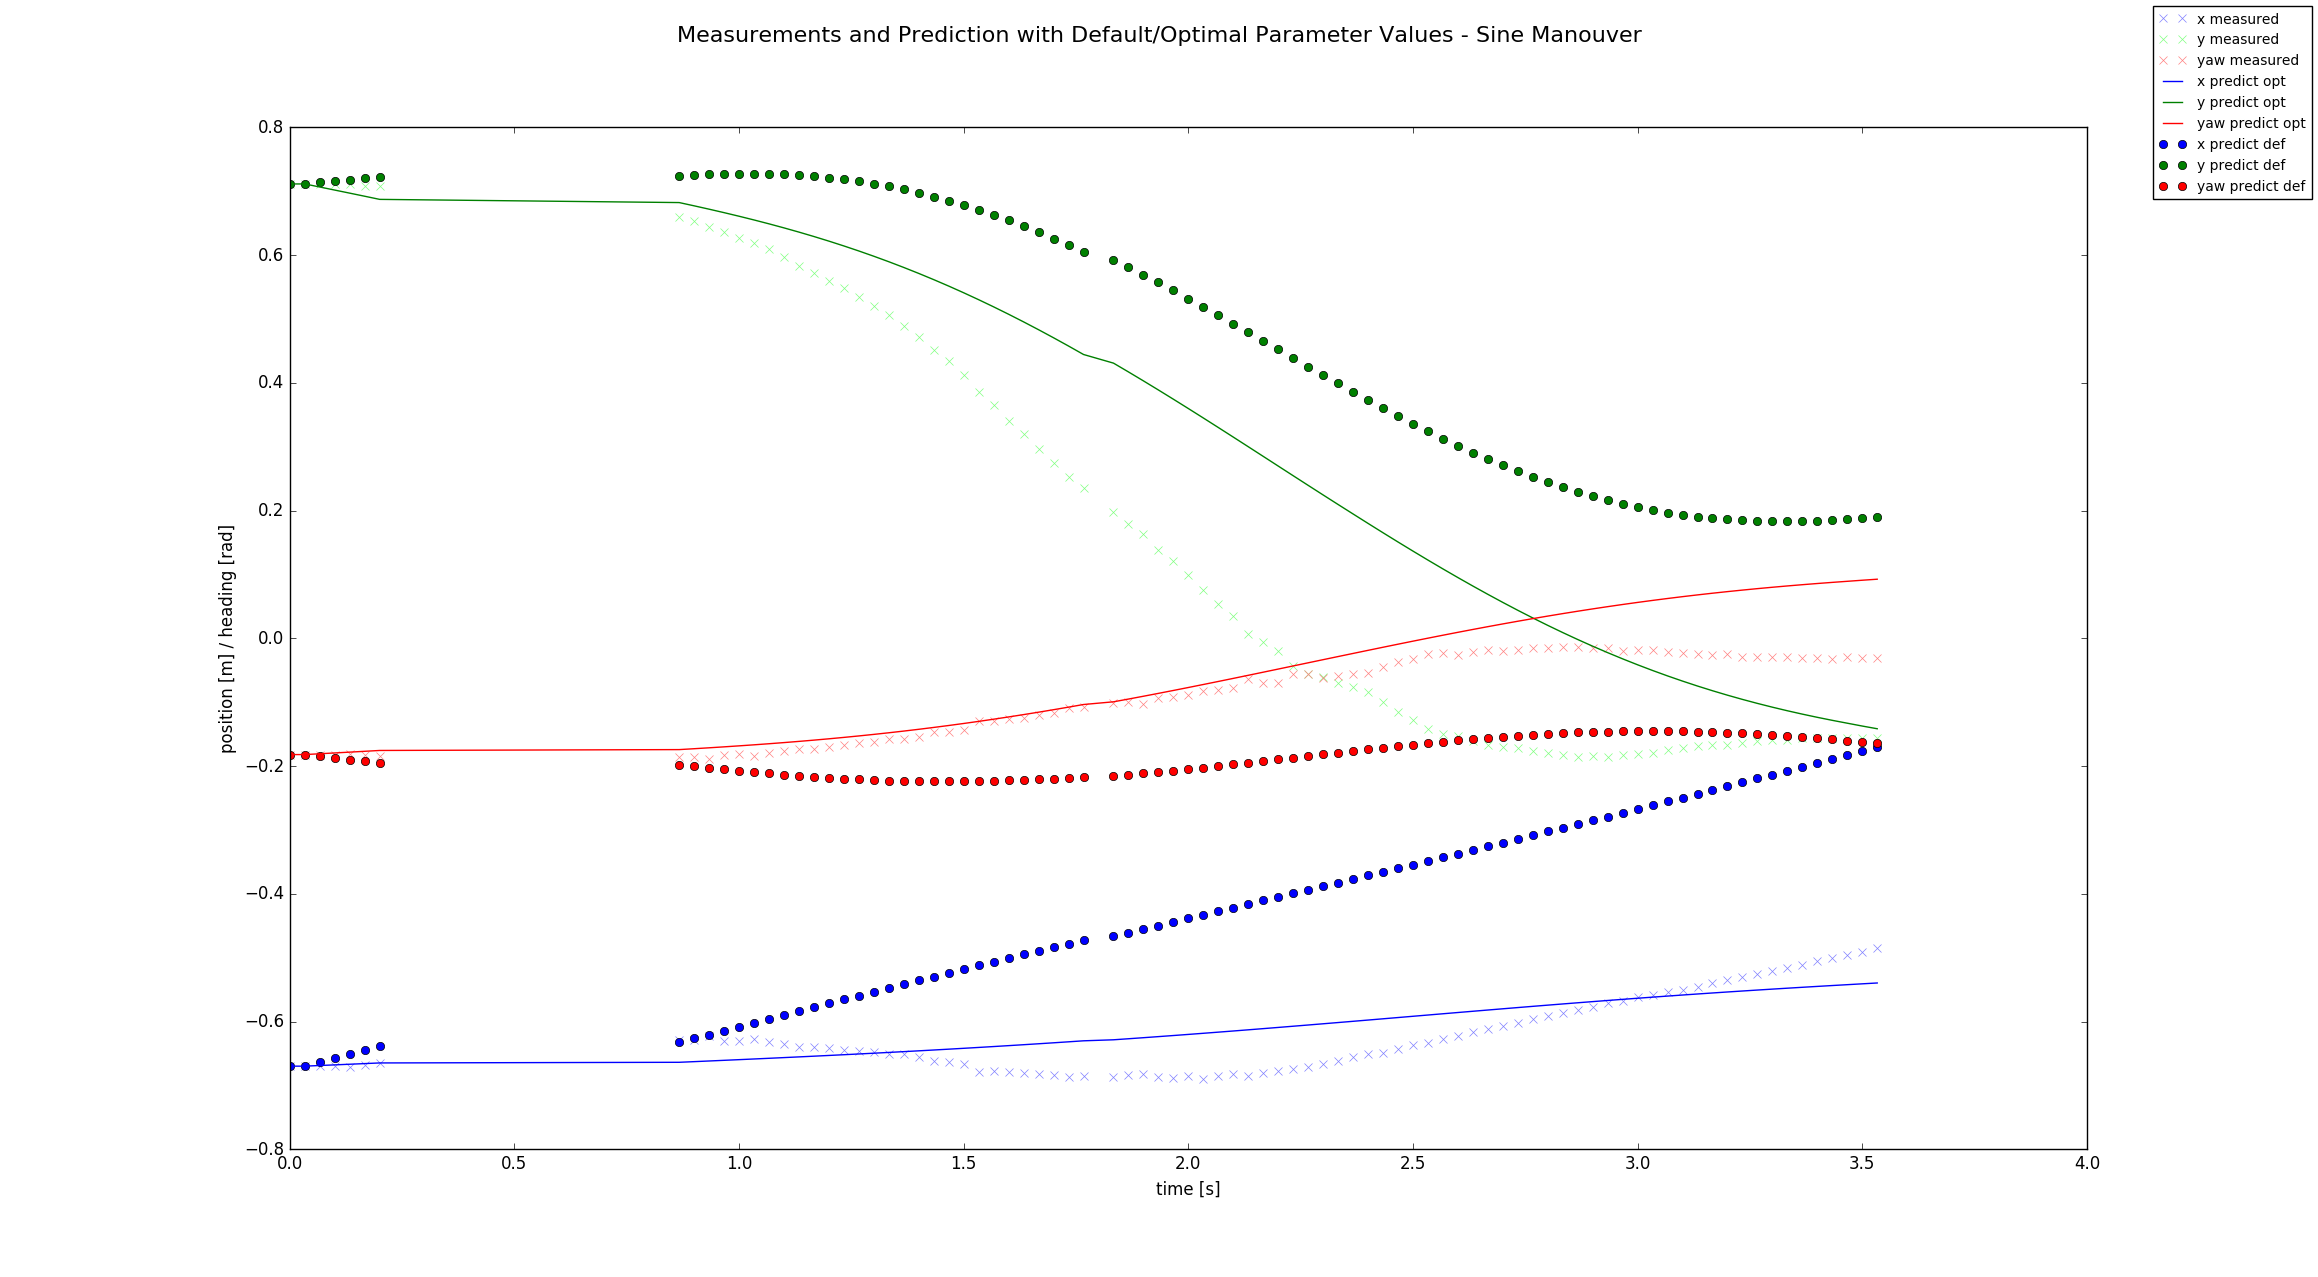 Measurements and Prediction with Default/Optimal Parameter Values - Sine Manouver
x measured
y measured
yaw measured
x predict opt
y predict opt
yaw predict opt
x predict def
y predict def
yaw predict def
position [m] / heading [rad]
0.8
0.6
0.4
0.2
0.0
−0.2
−0.4
−0.6
−0.8
0.0 0.5 1.0 1.5 2.0 2.5 3.0 3.5 4.0
time [s]